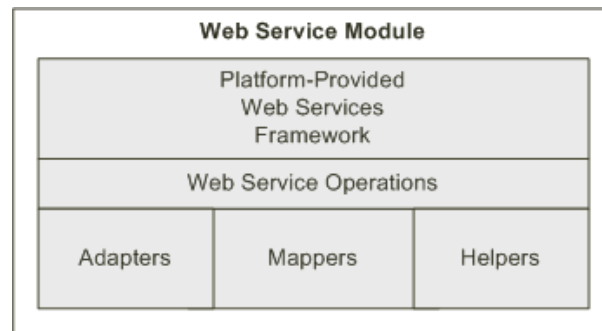 Web Service Module
Platform-Provided
Web Services
Framework
Web Service Operations
Adapters
Mappers
Helpers